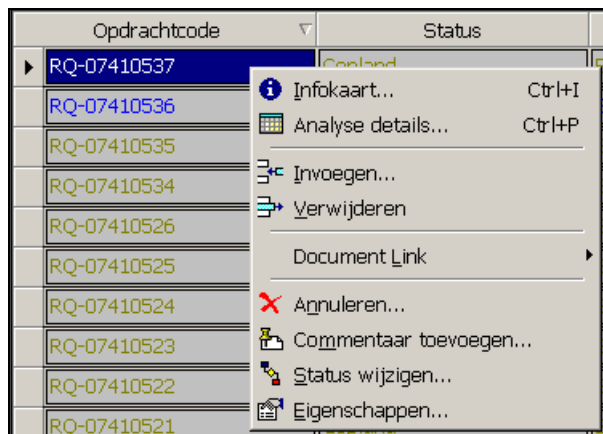 Opdrachtcode Status
RQ-07410537
RQ-07410536
RQ-07410535
RQ-07410534
RQ-07410526
RQ-07410525
RQ-07410524
RQ-07410523
RQ-07410522
RQ-07410521
Infokaart... Ctrl+I
Analyse details... Ctrl+P
Invoegen...
Verwijderen
Document Link
Annuleren...
Commentaar toevoegen...
Status wijzigen...
Eigenschappen...